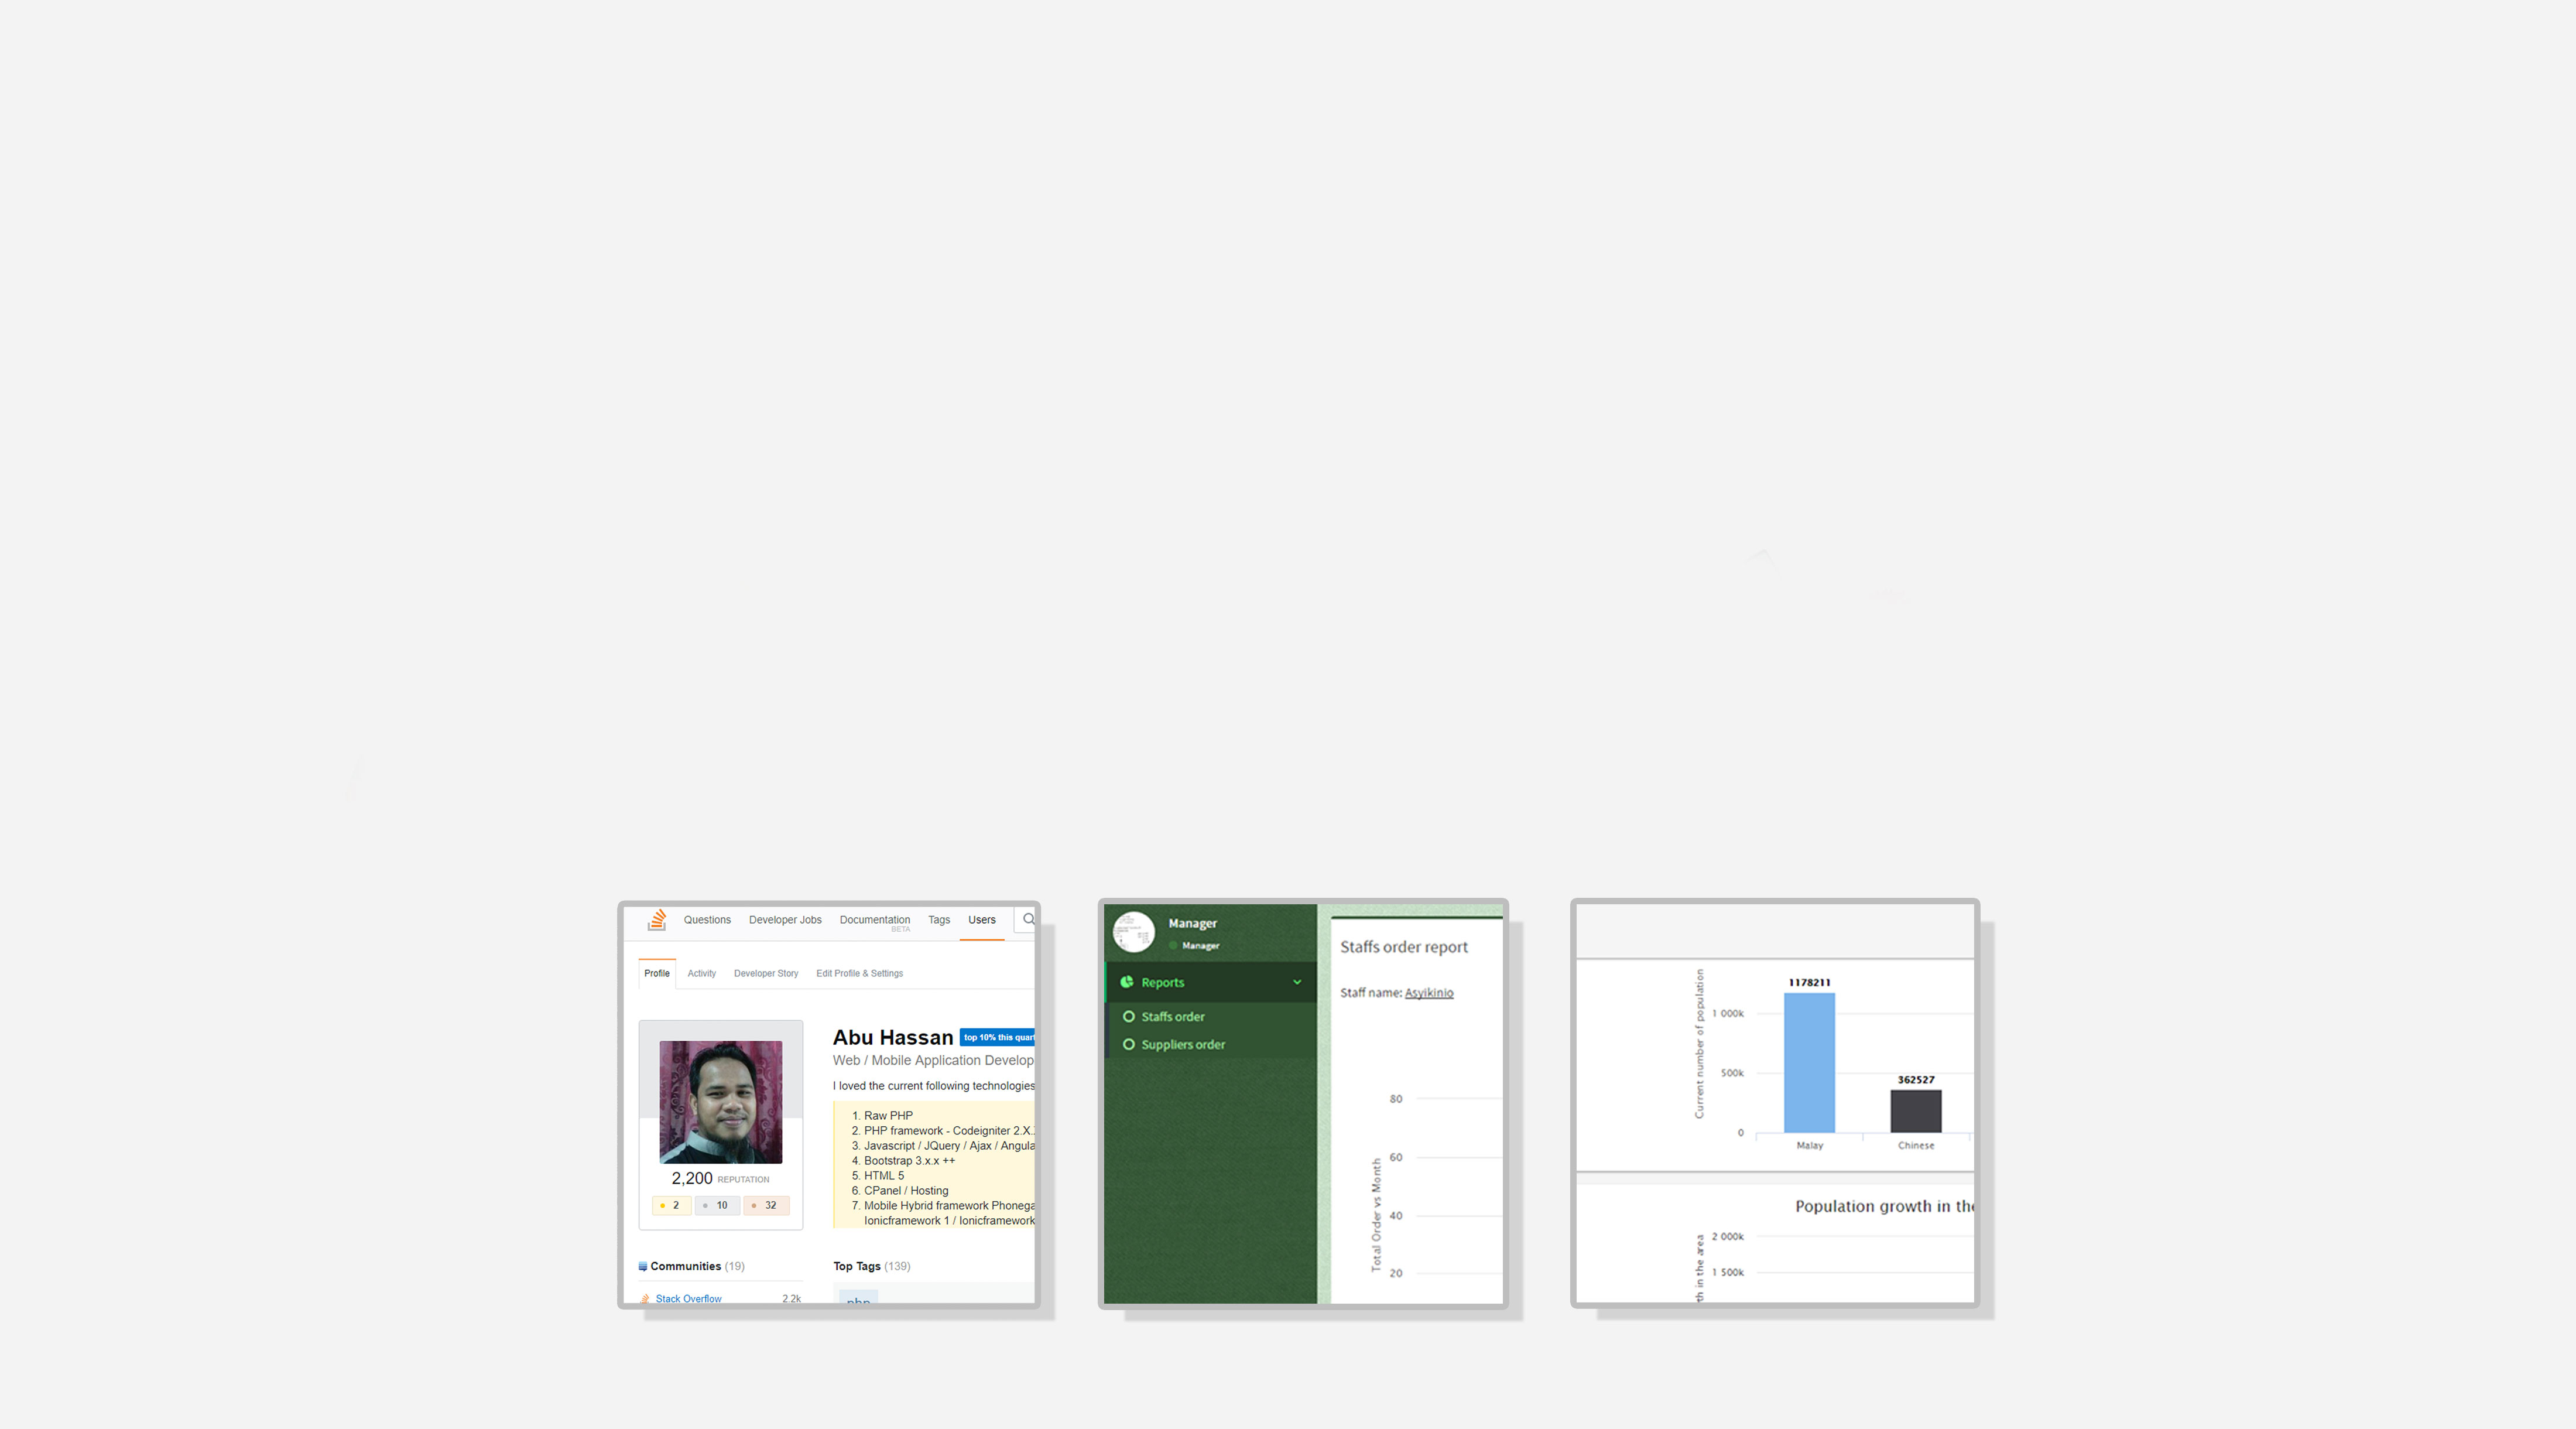 Questions Developer Jobs Documentation Tags Users
BETA
Profile Activity Developer Story Edit Profile & Settings
Abu Hassan top 10% this quar
Web / Mobile Application Develop
I loved the current following technologies
1. Raw PHP
2. PHP framework - Codeigniter 2.X.
3. Javascript / JQuery / Ajax / Angula
4. Bootstrap 3.x.x ++
5. HTML 5
6. CPanel / Hosting
7. Mobile Hybrid framework Phonega
Ionicframework 1 / Ionicframework
2,200 REPUTATION
2 10 32
Communities (19)
Stack Overflow 2.2k
Top Tags (139)
php
Manager
Manager
Reports
Staffs order
Suppliers order
Staffs order report
Staff name: Asyikinio
Total Order vs Month
80
60
40
20
Current number of population
1 000k
500k
0
1178211
362527
Malay Chinese
Population growth in the
th in the area
2 000k
1 500k